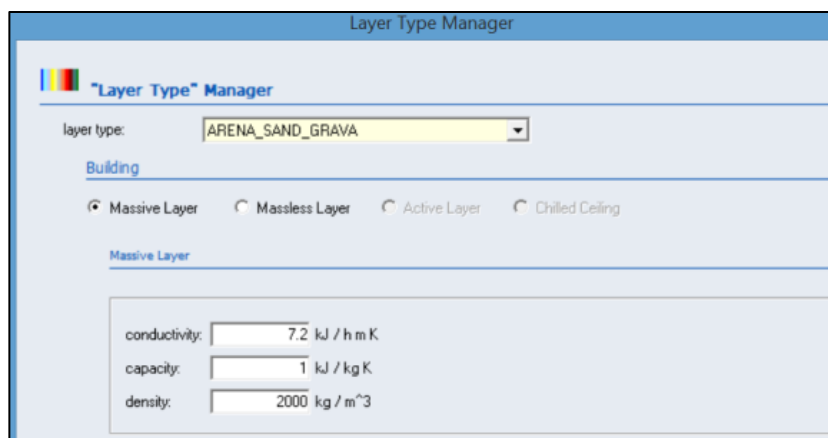 Layer Type Manager
"Layer Type" Manager
layer type: ARENA_SAND_GRAVA
Building
Massive Layer Massless Layer Active Layer Chilled Ceiling
Massive Layer
conductivity: 7.2 kJ / h m K
capacity: 1 kJ / kg K
density: 2000 kg / m^3